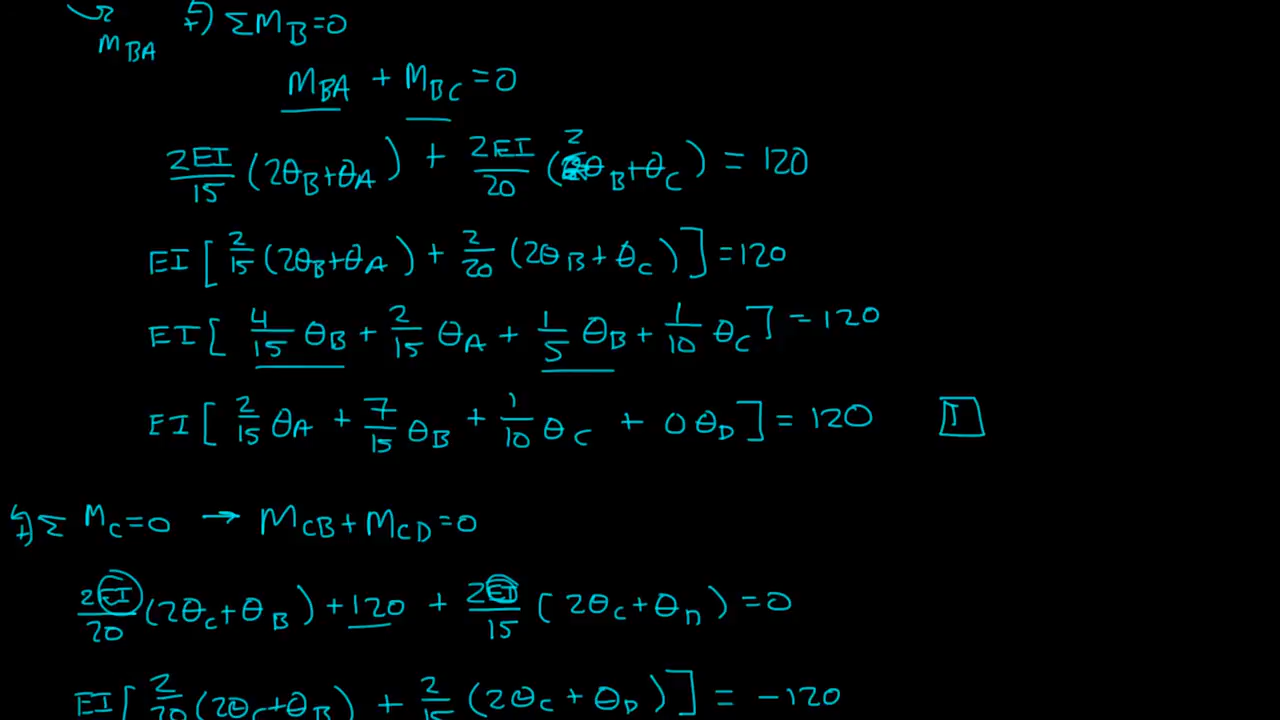 ↺+) ΣM_B=0
M_BA
M_BA + M_BC = 0
2EI/15 (2θ_B+θ_A) + 2EI/20 (2θ_B+θ_C) = 120
EI[2/15 (2θ_B+θ_A) + 2/20 (2θ_B+θ_C)] = 120
EI[4/15 θ_B + 2/15 θ_A + 1/5 θ_B + 1/10 θ_C] = 120
EI[2/15 θ_A + 7/15 θ_B + 1/10 θ_C + 0θ_D] = 120 I
↺+) Σ M_C=0 → M_CB + M_CD = 0
2EI/20 (2θ_C+θ_B) + 120 + 2EI/15 (2θ_C+θ_D) = 0
EI[2/20 (2θ_C+θ_B) + 2/15 (2θ_C+θ_D)] = -120